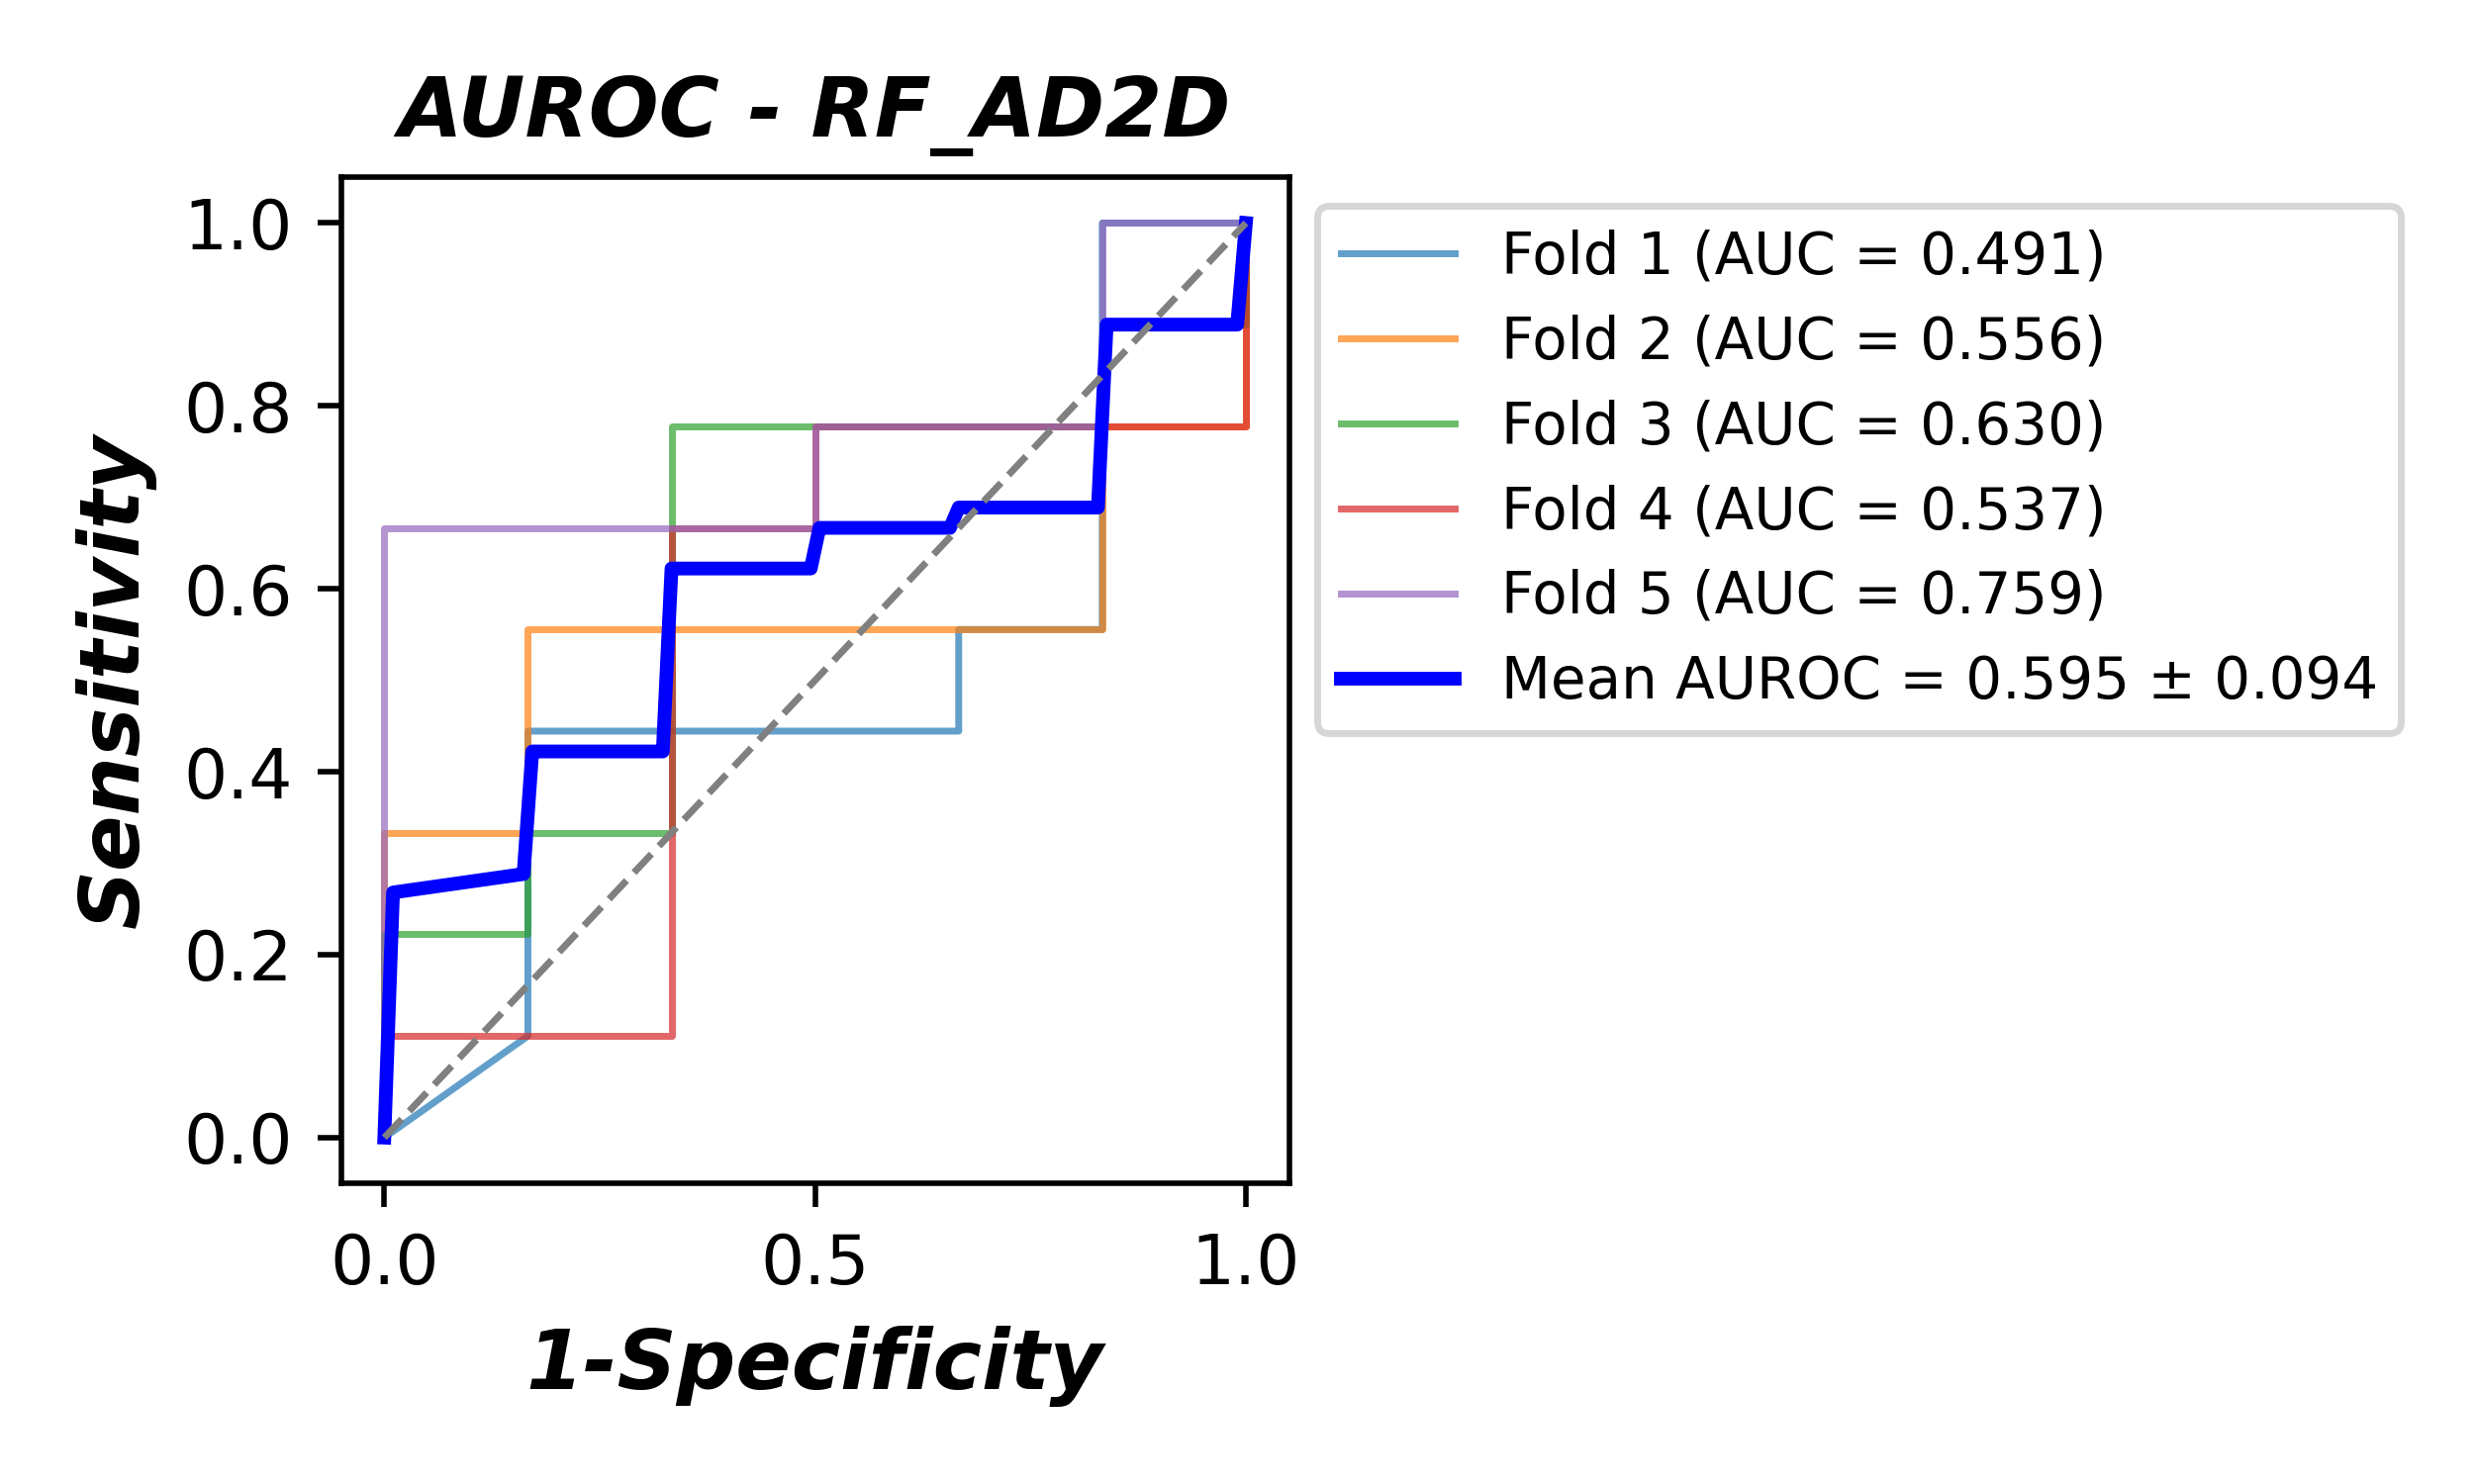 AUROC - RF_AD2D
Sensitivity
1.0
0.8
0.6
0.4
0.2
0.0
0.0 0.5 1.0
1-Specificity
Fold 1 (AUC = 0.491)
Fold 2 (AUC = 0.556)
Fold 3 (AUC = 0.630)
Fold 4 (AUC = 0.537)
Fold 5 (AUC = 0.759)
Mean AUROC = 0.595 ± 0.094